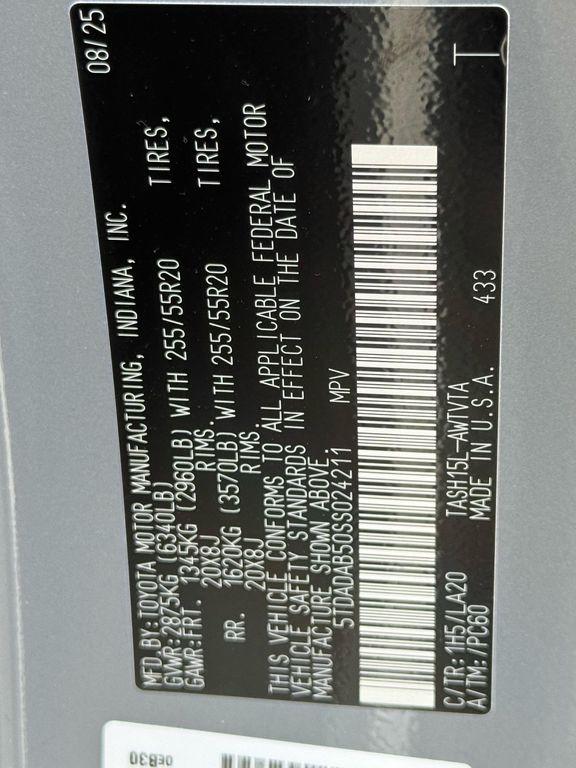 MFD.BY:TOYOTA MOTOR MANUFACTURING, INDIANA, INC. 08/25
GVWR:2875KG (6340LB)
GAWR:FRT. 1345KG (2960LB) WITH 255/55R20 TIRES,
20X8J RIMS.
RR. 1620KG (3570LB) WITH 255/55R20 TIRES,
20X8J RIMS.
THIS VEHICLE CONFORMS TO ALL APPLICABLE FEDERAL MOTOR
VEHICLE SAFETY STANDARDS IN EFFECT ON THE DATE OF
MANUFACTURE SHOWN ABOVE.
5TDADAB50SS024211 MPV
T
C/TR: 1H5/LA20 TASH15L-AWTVTA 433
A/TM: /PC60 MADE IN U.S.A.
0EB30